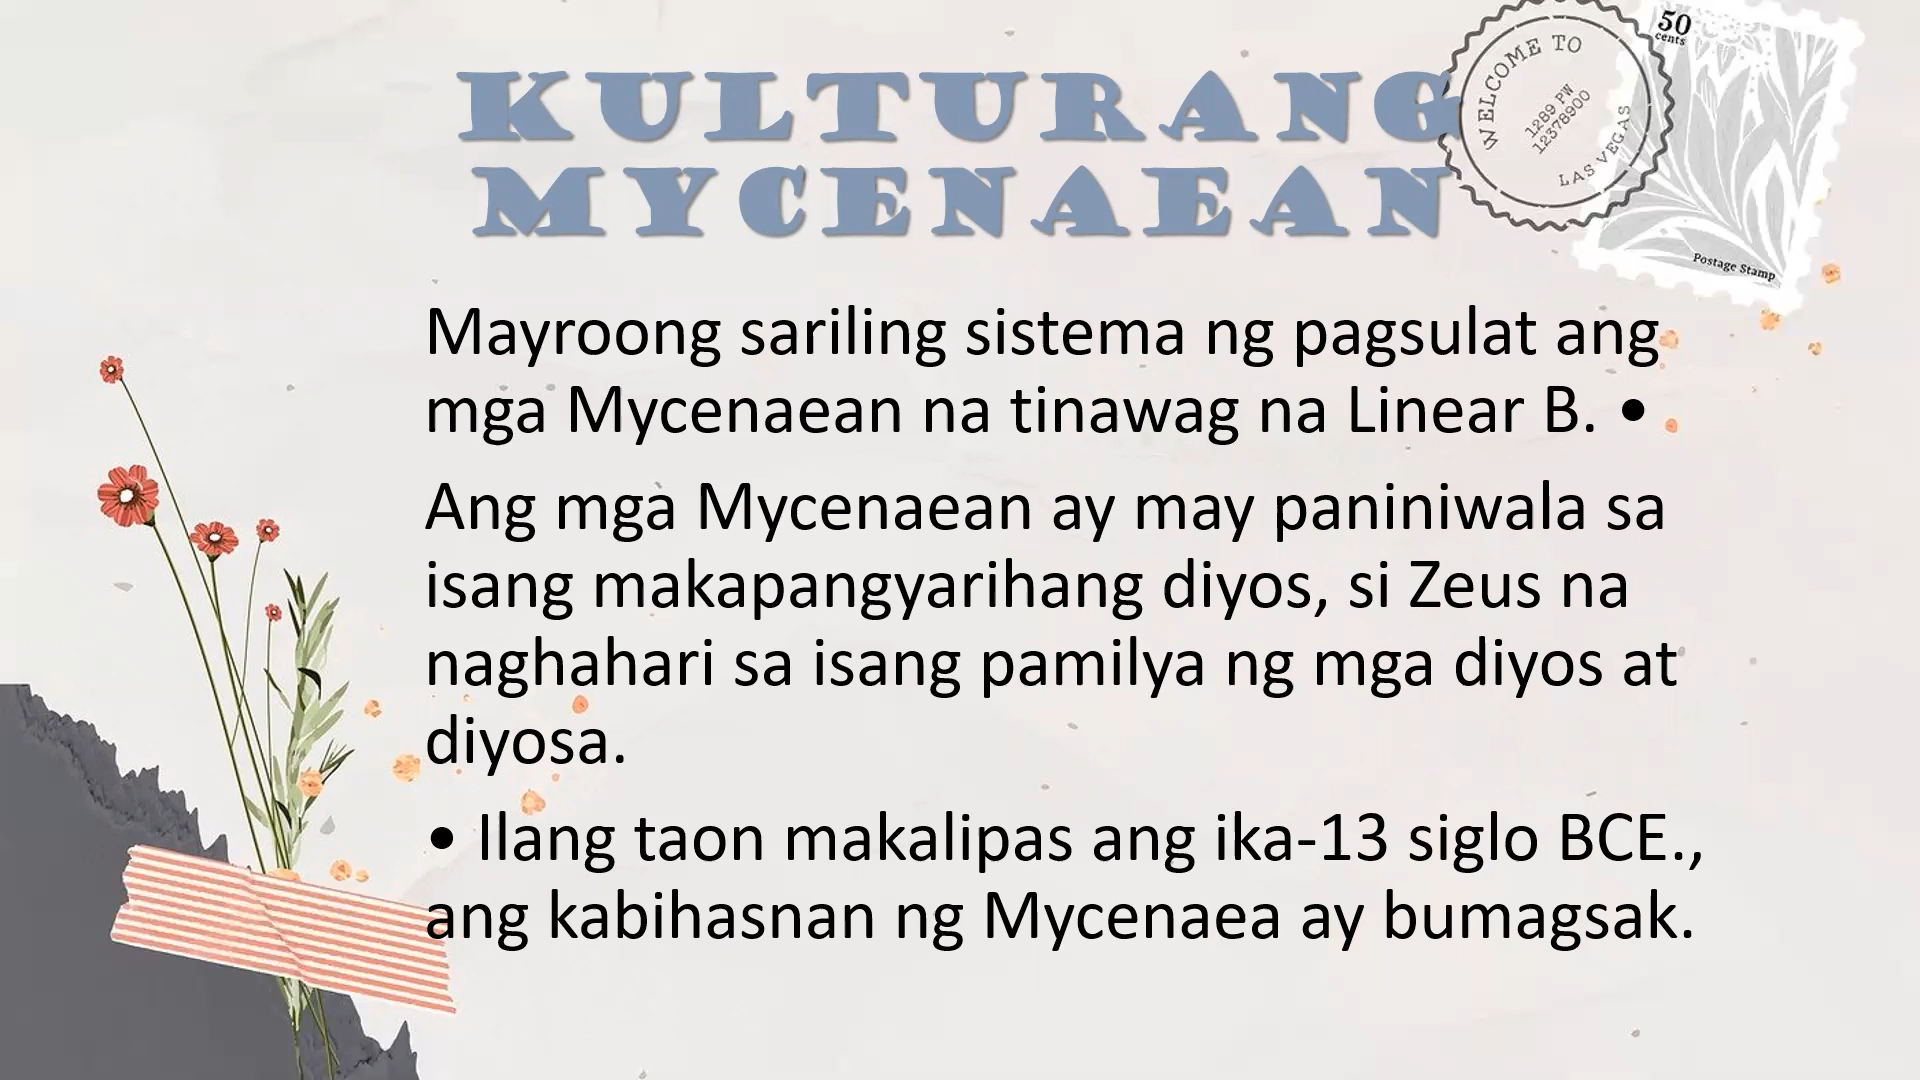 KULTURANG
MYCENAEAN
WELCOME TO
1289 PW
12378900
LAS VEGAS
50
cents
Postage Stamp
Mayroong sariling sistema ng pagsulat ang
mga Mycenaean na tinawag na Linear B. •
Ang mga Mycenaean ay may paniniwala sa
isang makapangyarihang diyos, si Zeus na
naghahari sa isang pamilya ng mga diyos at
diyosa.
• Ilang taon makalipas ang ika-13 siglo BCE.,
ang kabihasnan ng Mycenaea ay bumagsak.